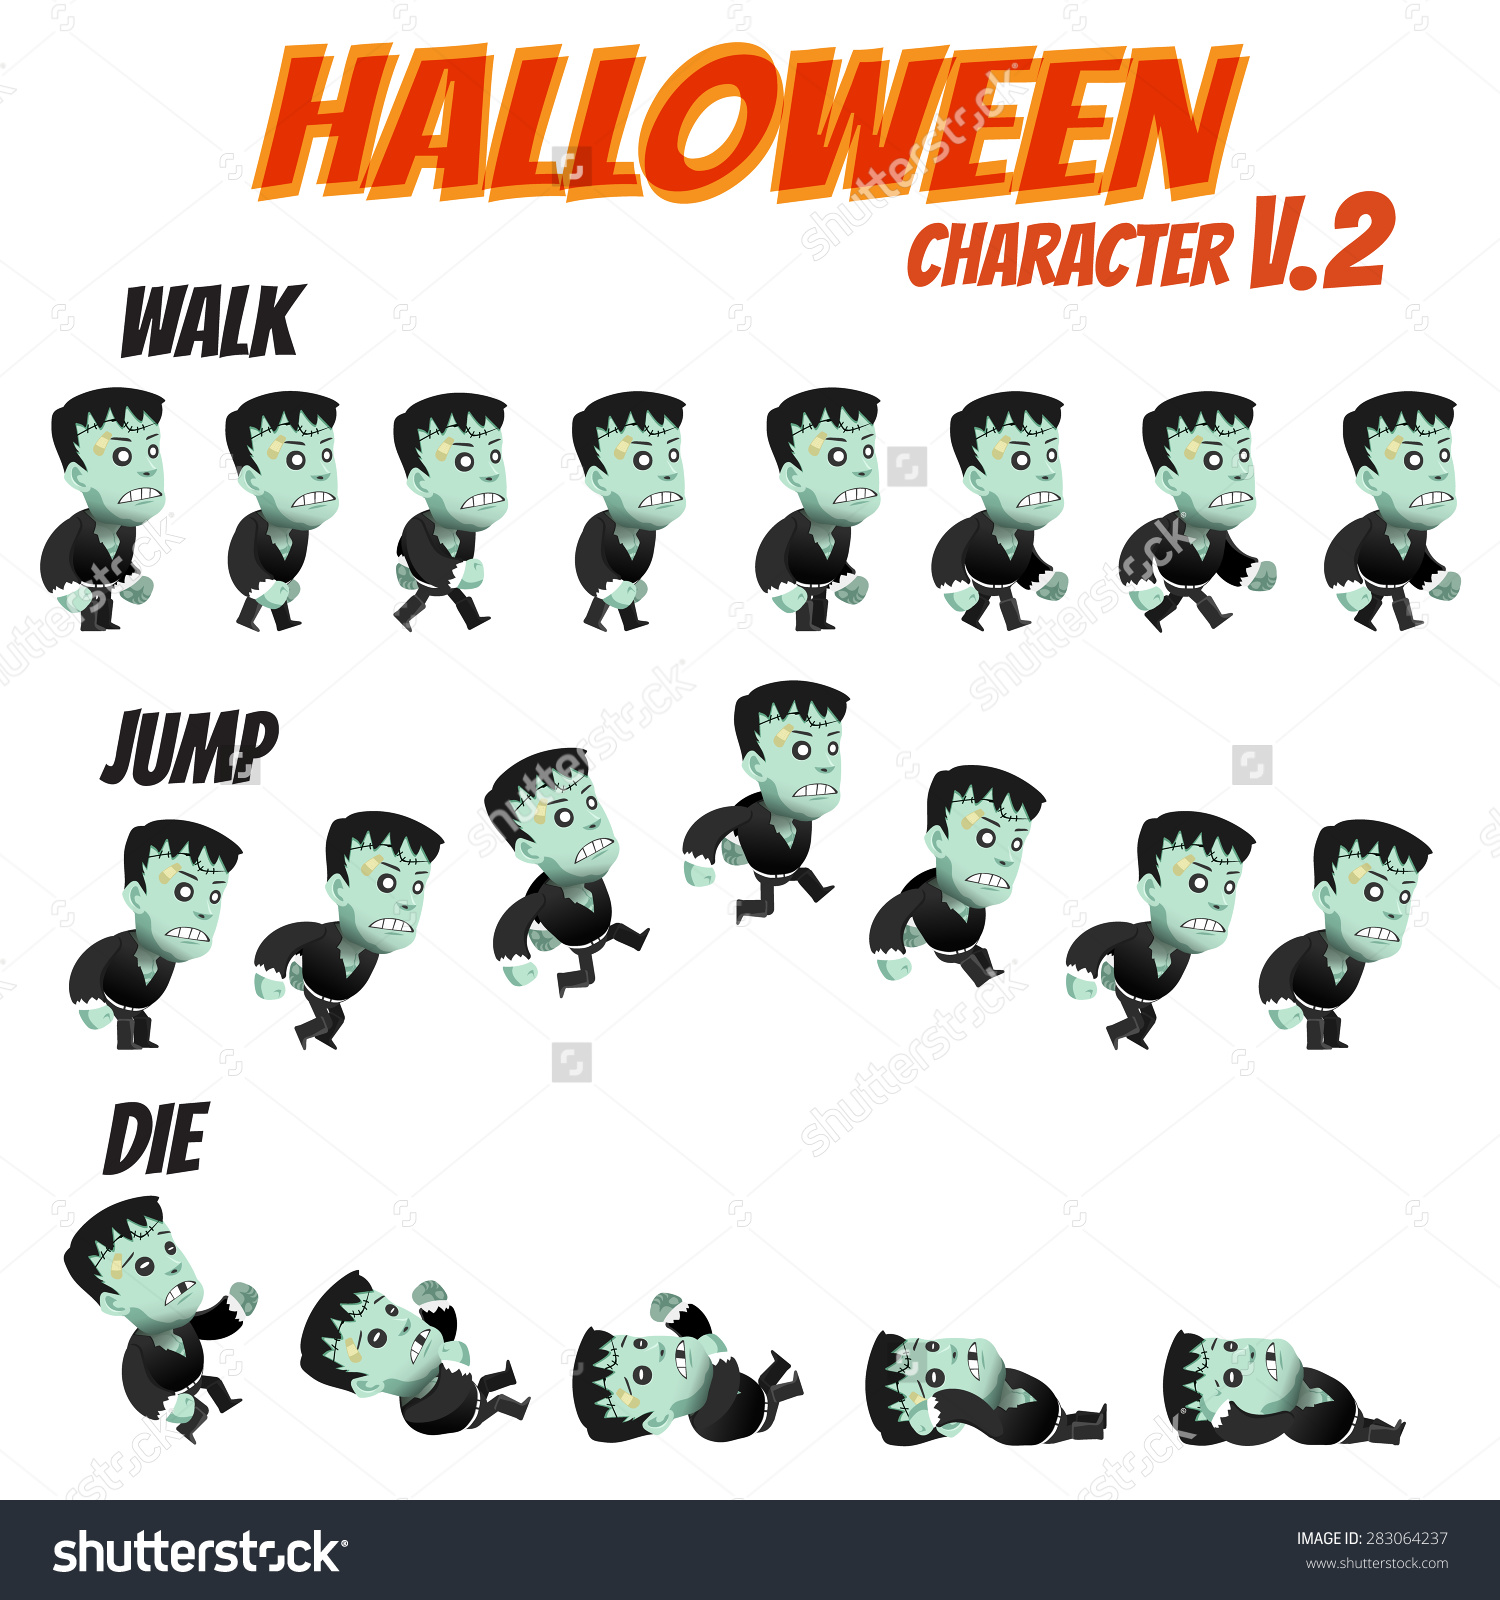 HALLOWEEN
CHARACTER V.2
WALK
JUMP
DIE
shutterstock®
IMAGE ID: 283064237
www.shutterstock.com